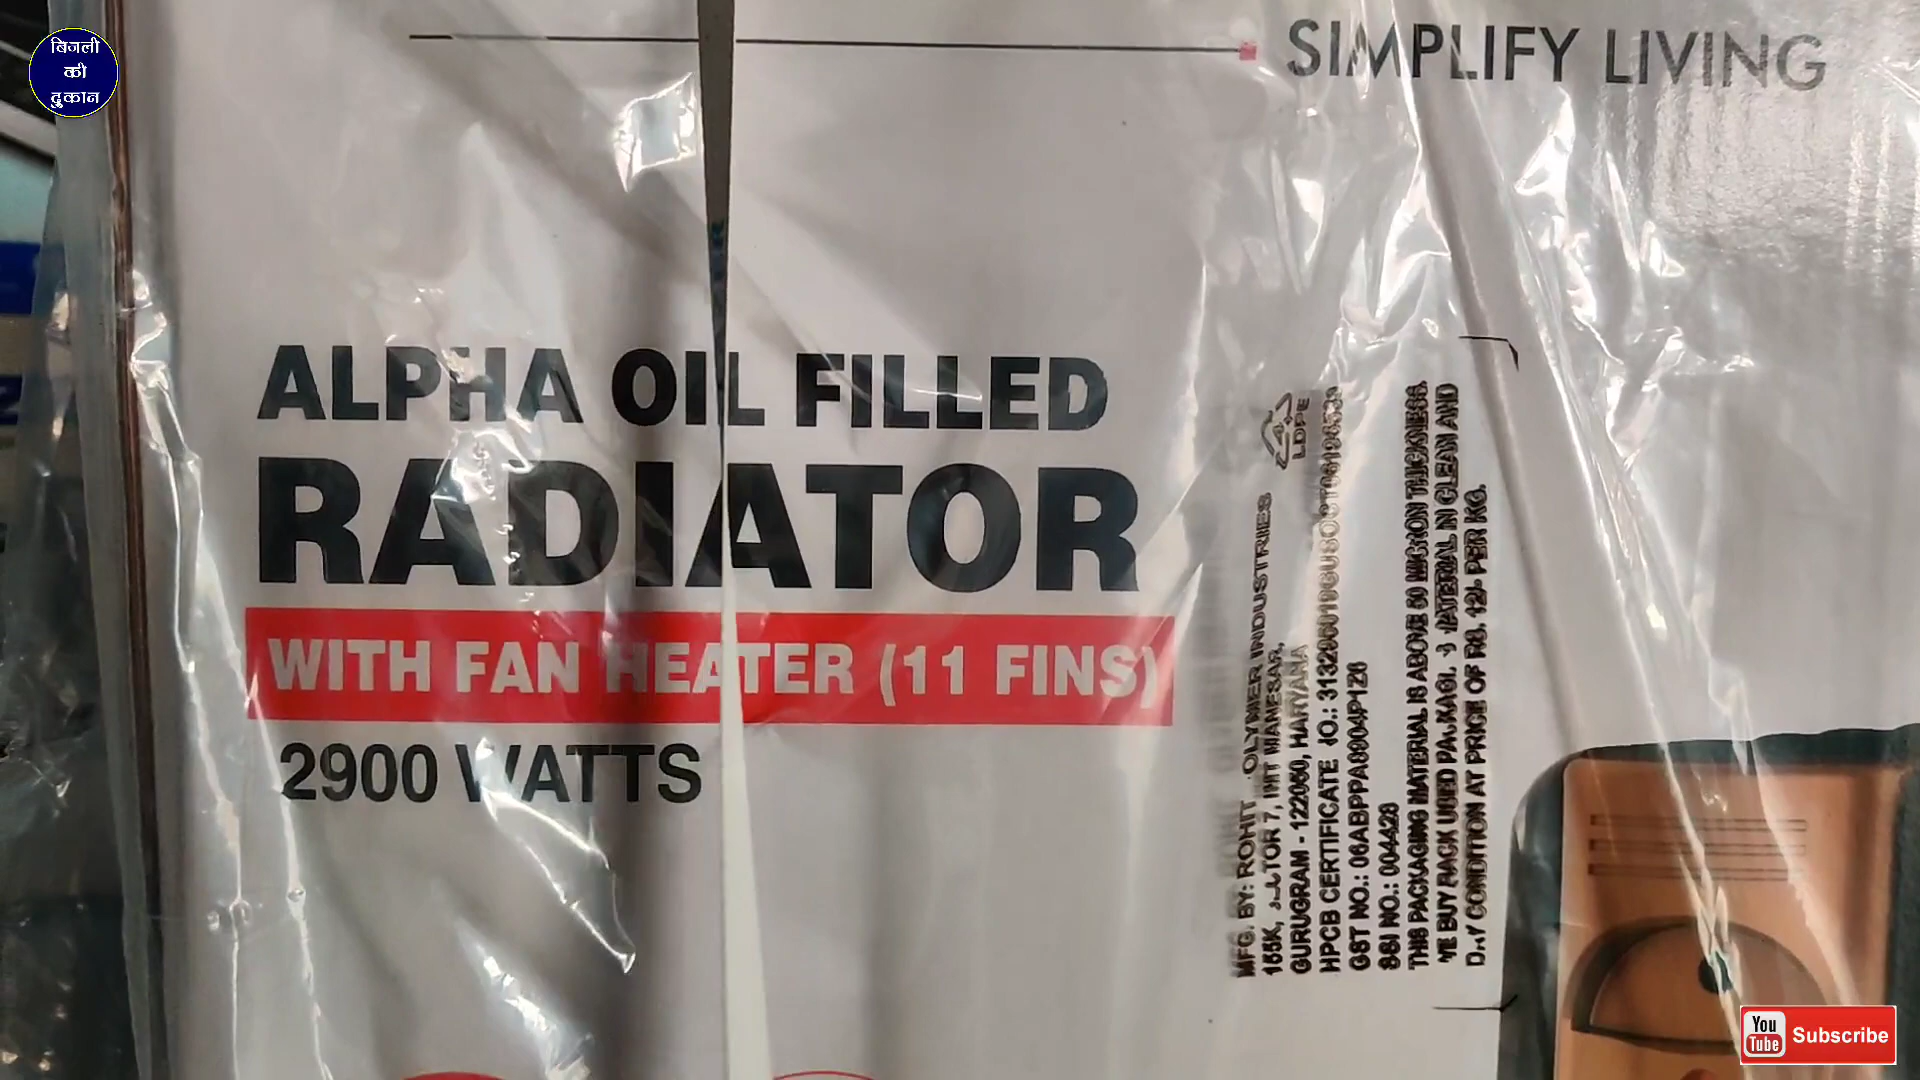 बिजली
की
दुकान
SIMPLIFY LIVING
ALPHA OIL FILLED
RADIATOR
WITH FAN HEATER (11 FINS)
2900 WATTS
LDPE
MFG. BY: ROHIT POLYMER INDUSTRIES
165K, SECTOR 7, IMT MANESAR,
GURUGRAM - 122050, HARYANA
HPCB CERTIFICATE NO.:
GST NO.: 06ABPPA8904P1Z6
SSI NO.: 004428
THIS PACKAGING MATERIAL IS ABOVE 50 MICRON THICKNESS.
WE BUY BACK USED PACKAGING MATERIAL IN CLEAN AND
DRY CONDITION AT PRICE OF RS. 12/- PER KG.
You
Tube
Subscribe